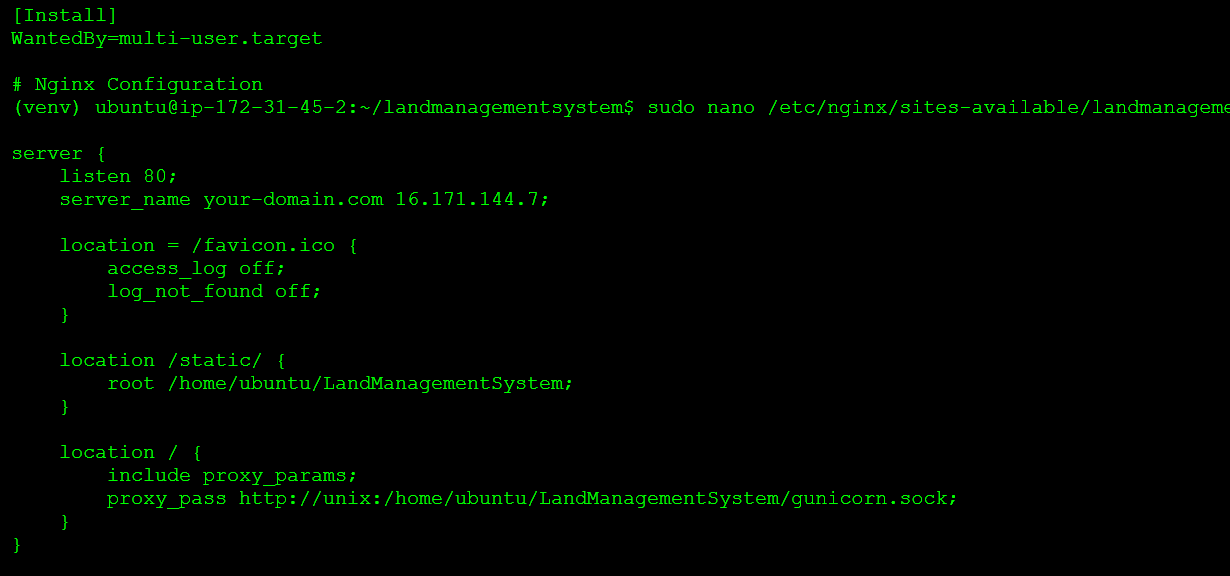 [Install]
WantedBy=multi-user.target
# Nginx Configuration
(venv) ubuntu@ip-172-31-45-2:~/landmanagementsystem$ sudo nano /etc/nginx/sites-available/landmanageme
server {
    listen 80;
    server_name your-domain.com 16.171.144.7;
    location = /favicon.ico {
        access_log off;
        log_not_found off;
    }
    location /static/ {
        root /home/ubuntu/LandManagementSystem;
    }
    location / {
        include proxy_params;
        proxy_pass http://unix:/home/ubuntu/LandManagementSystem/gunicorn.sock;
    }
}